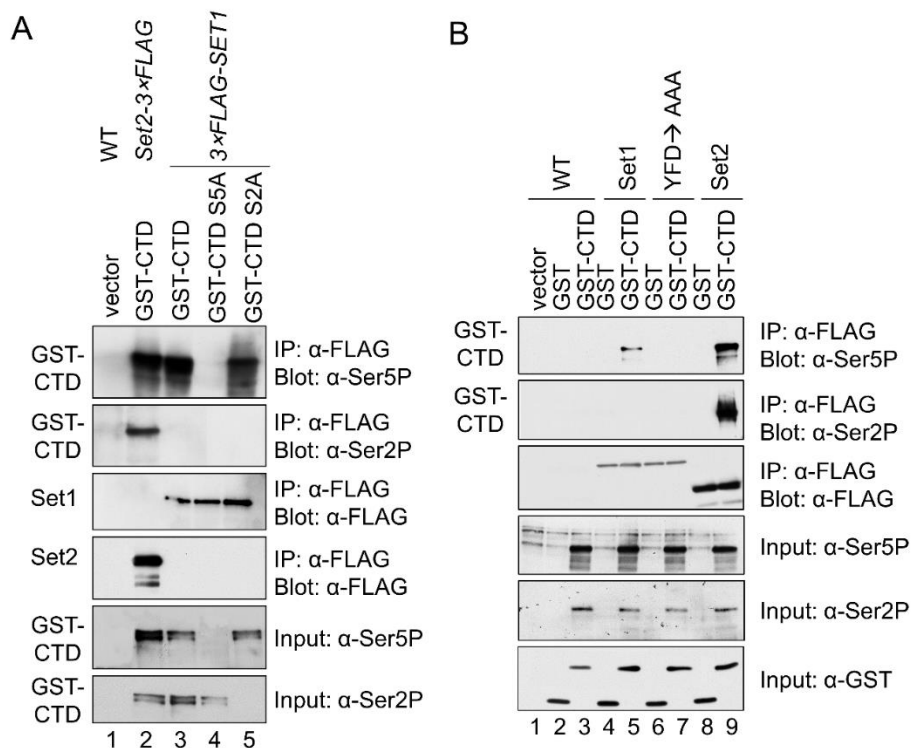 A
WT
Set2-3×FLAG
3×FLAG-SET1
vector
GST-CTD
GST-CTD
GST-CTD S5A
GST-CTD S2A
GST-
CTD
IP: α-FLAG
Blot: α-Ser5P
GST-
CTD
IP: α-FLAG
Blot: α-Ser2P
Set1
IP: α-FLAG
Blot: α-FLAG
Set2
IP: α-FLAG
Blot: α-FLAG
GST-
CTD
Input: α-Ser5P
GST-
CTD
Input: α-Ser2P
1 2 3 4 5
B
WT
Set1
YFD→AAA
Set2
vector
GST
GST-CTD
GST
GST-CTD
GST
GST-CTD
GST
GST-CTD
GST-
CTD
IP: α-FLAG
Blot: α-Ser5P
GST-
CTD
IP: α-FLAG
Blot: α-Ser2P
IP: α-FLAG
Blot: α-FLAG
Input: α-Ser5P
Input: α-Ser2P
Input: α-GST
1 2 3 4 5 6 7 8 9